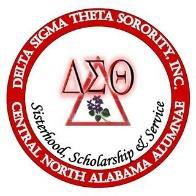 DELTA SIGMA THETA SORORITY, INC.
ΔΣΘ
Sisterhood, Scholarship & Service
CENTRAL NORTH ALABAMA ALUMNAE